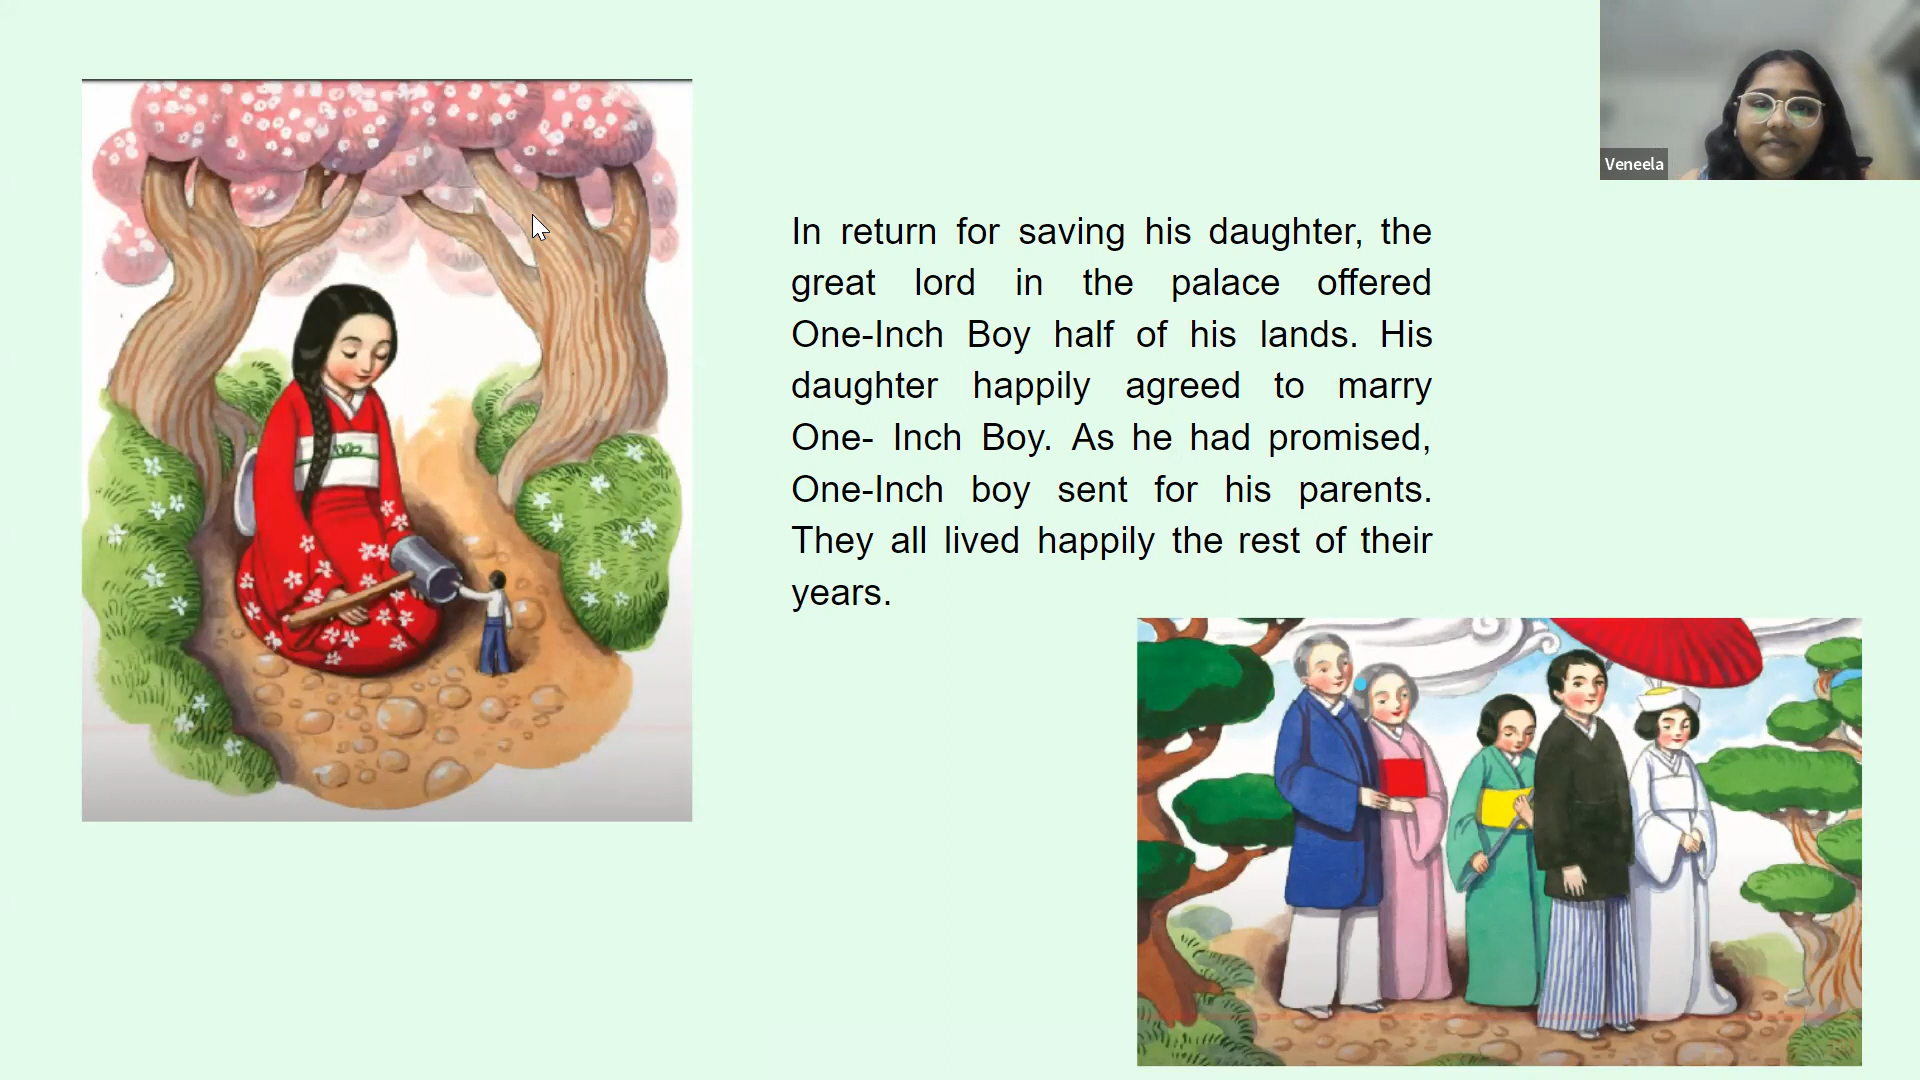 Veneela
In return for saving his daughter, the
great lord in the palace offered
One-Inch Boy half of his lands. His
daughter happily agreed to marry
One- Inch Boy. As he had promised,
One-Inch boy sent for his parents.
They all lived happily the rest of their
years.